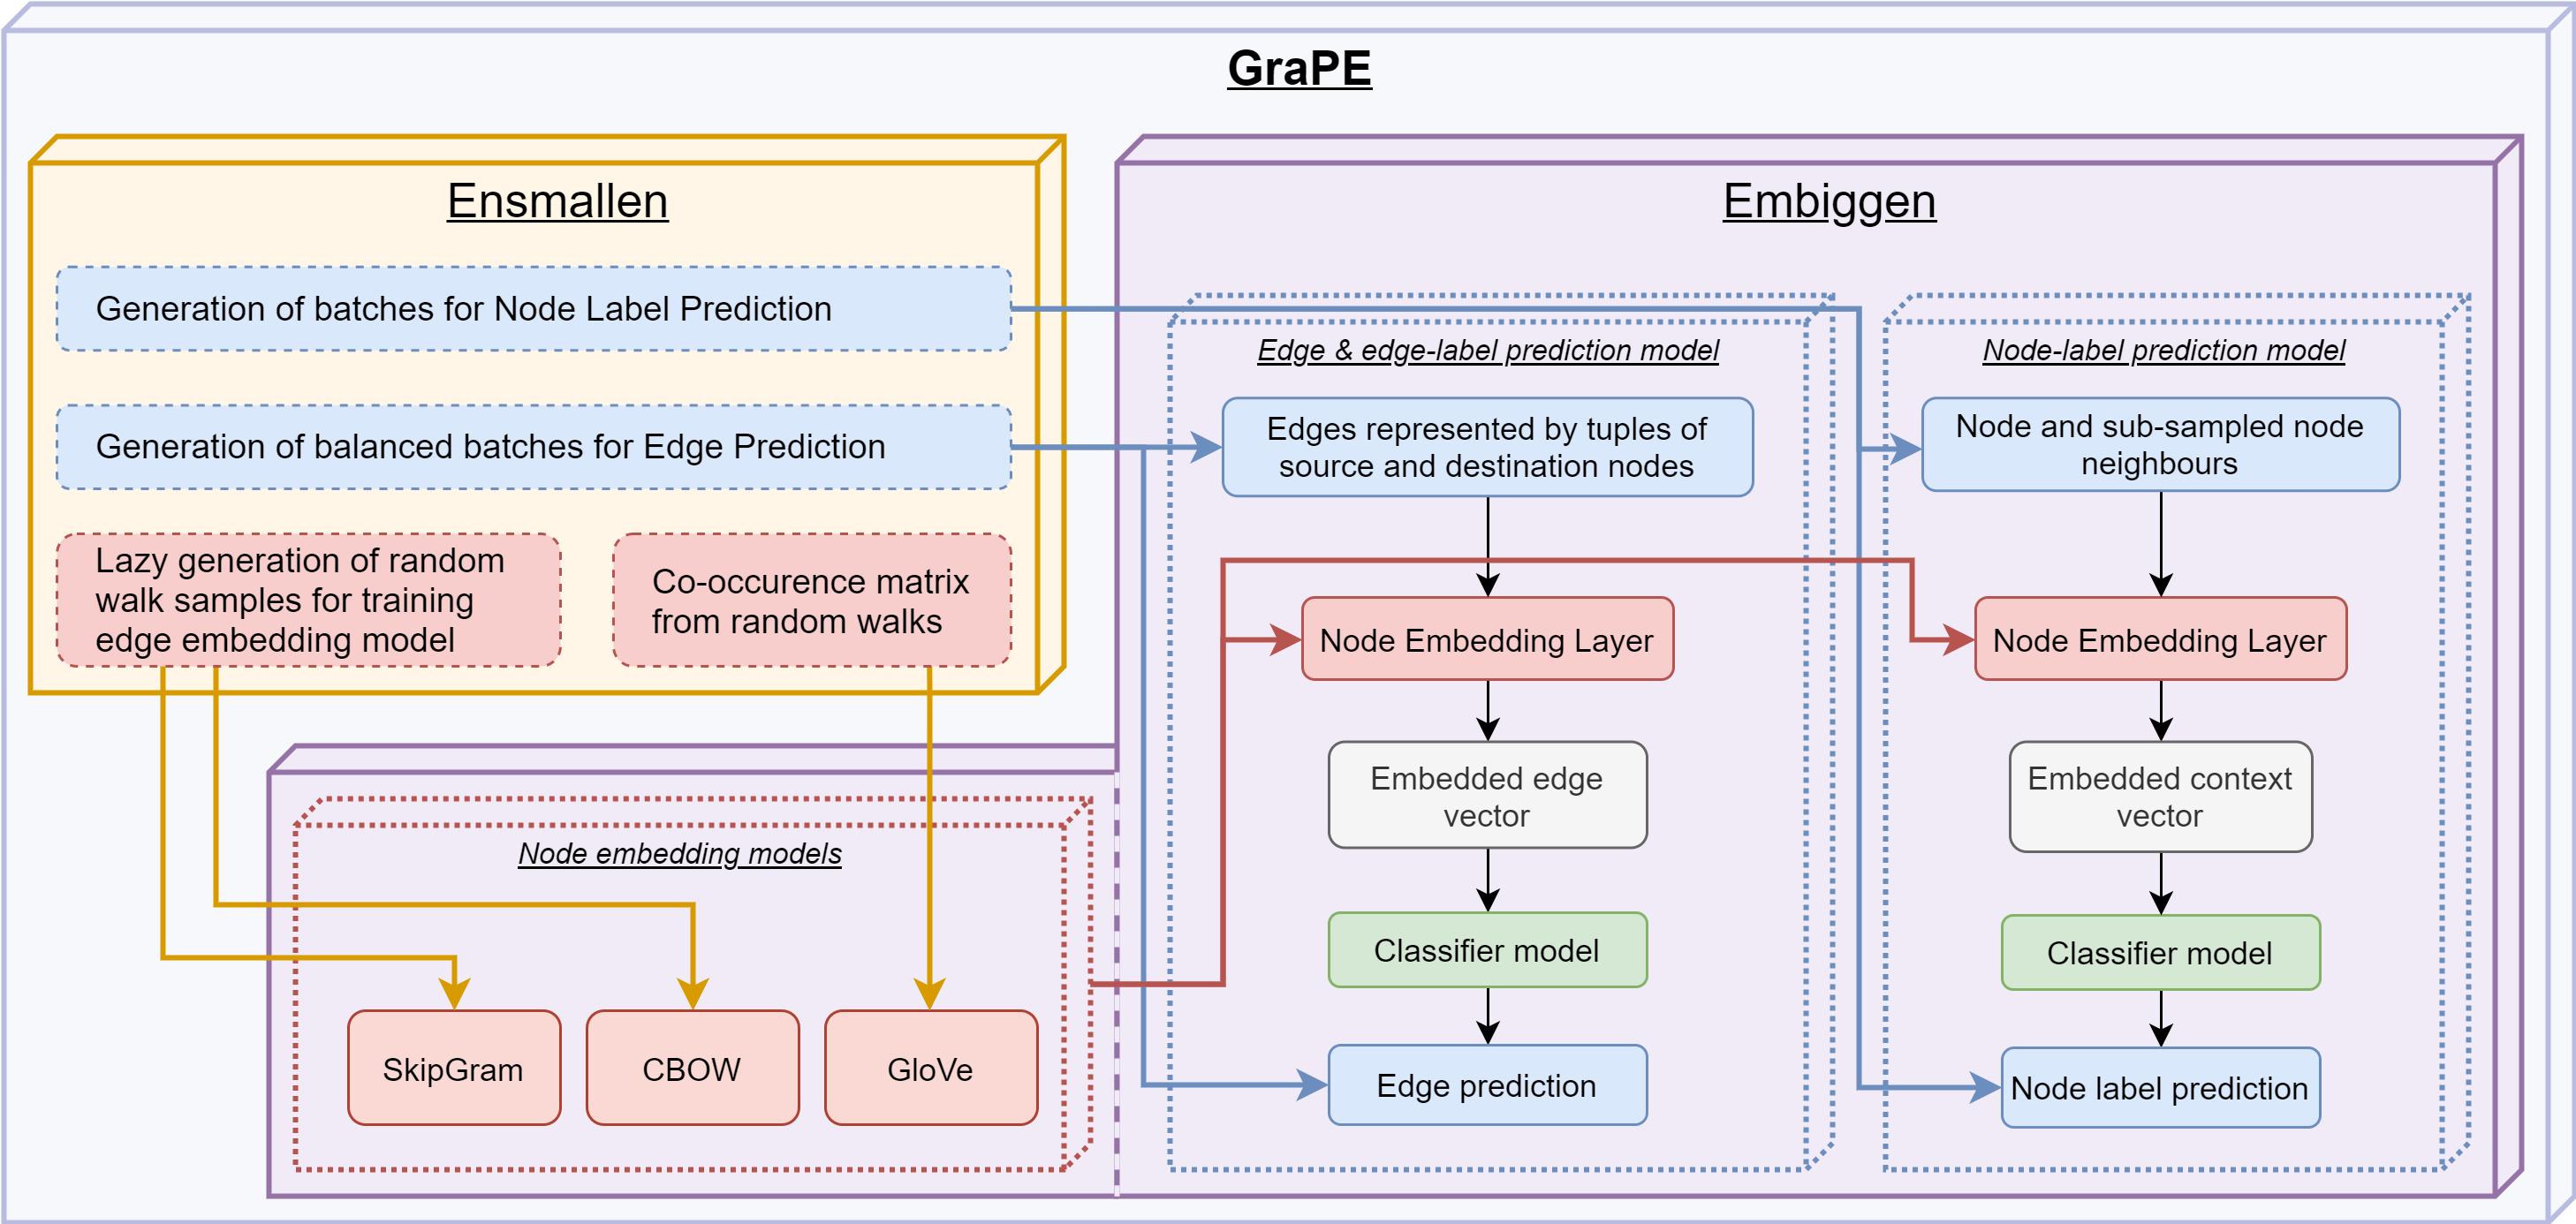 GraPE
Ensmallen
Generation of batches for Node Label Prediction
Generation of balanced batches for Edge Prediction
Lazy generation of random
walk samples for training
edge embedding model
Co-occurence matrix
from random walks
Node embedding models
SkipGram
CBOW
GloVe
Embiggen
Edge & edge-label prediction model
Edges represented by tuples of
source and destination nodes
Node Embedding Layer
Embedded edge
vector
Classifier model
Edge prediction
Node-label prediction model
Node and sub-sampled node
neighbours
Node Embedding Layer
Embedded context
vector
Classifier model
Node label prediction